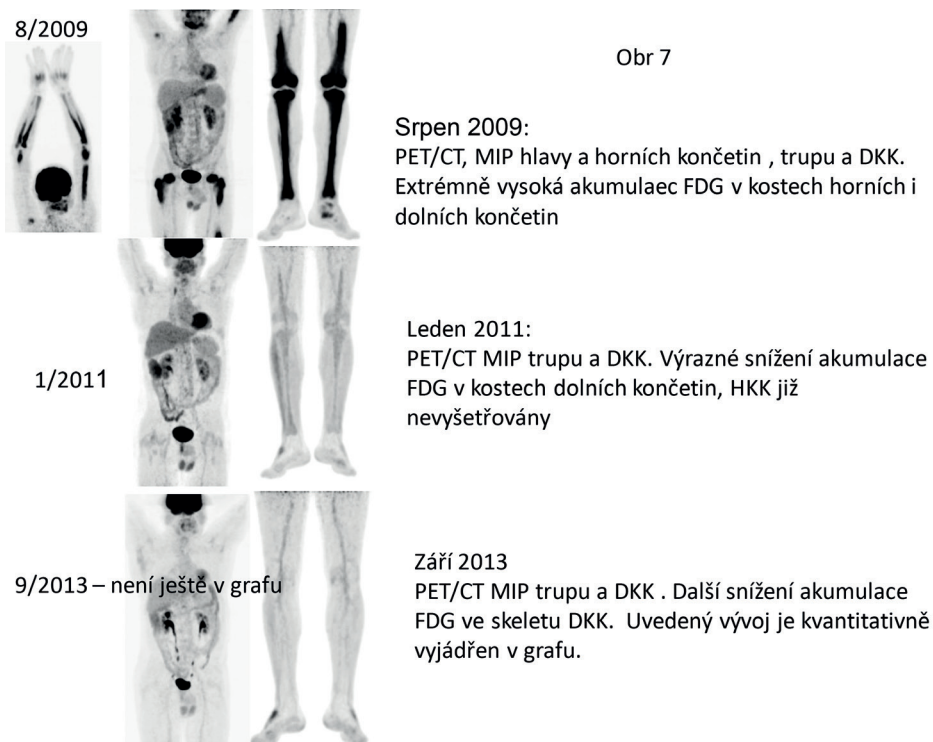 8/2009
Obr 7
Srpen 2009:
PET/CT, MIP hlavy a horních končetin , trupu a DKK.
Extrémně vysoká akumulaec FDG v kostech horních i
dolních končetin
1/2011
Leden 2011:
PET/CT MIP trupu a DKK. Výrazné snížení akumulace
FDG v kostech dolních končetin, HKK již
nevyšetřovány
9/2013 – není ještě v grafu
Září 2013
PET/CT MIP trupu a DKK . Další snížení akumulace
FDG ve skeletu DKK. Uvedený vývoj je kvantitativně
vyjádřen v grafu.